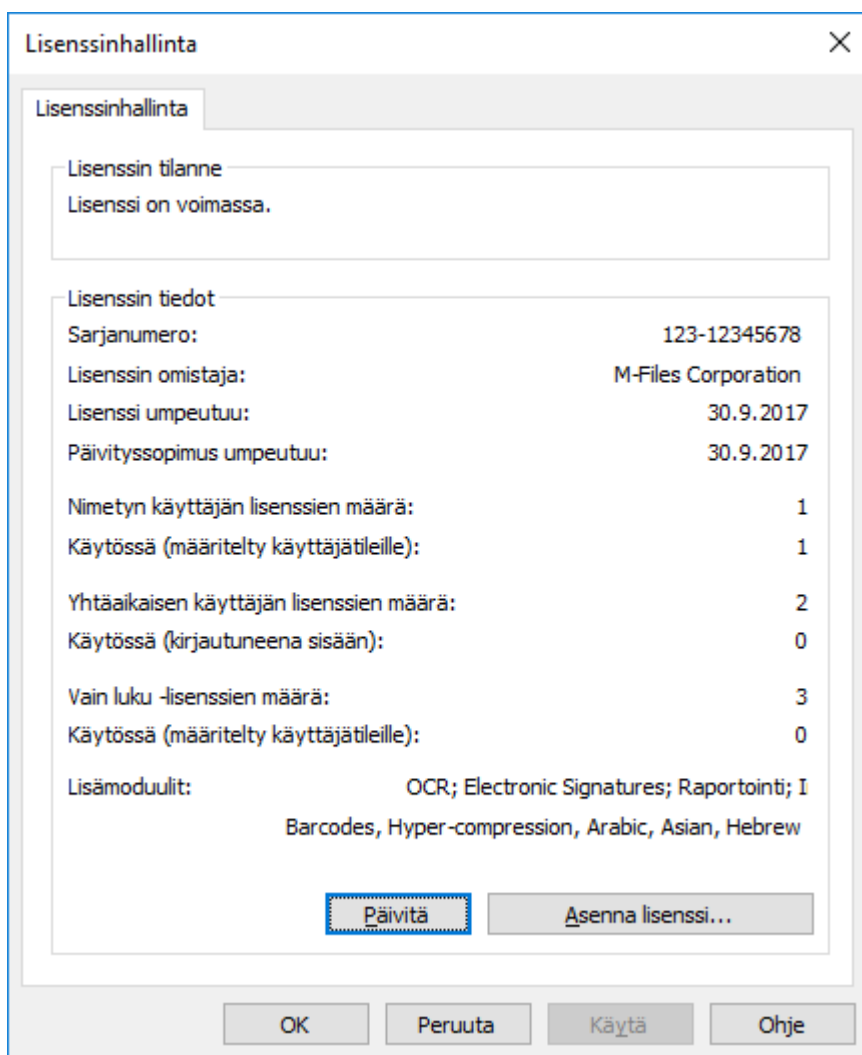 Lisenssinhallinta
Lisenssinhallinta
Lisenssin tilanne
Lisenssi on voimassa.
Lisenssin tiedot
Sarjanumero: 123-12345678
Lisenssin omistaja: M-Files Corporation
Lisenssi umpeutuu: 30.9.2017
Päivityssopimus umpeutuu: 30.9.2017
Nimetyn käyttäjän lisenssien määrä: 1
Käytössä (määritelty käyttäjätileille): 1
Yhtäaikaisen käyttäjän lisenssien määrä: 2
Käytössä (kirjautuneena sisään): 0
Vain luku -lisenssien määrä: 3
Käytössä (määritelty käyttäjätileille): 0
Lisämoduulit: OCR; Electronic Signatures; Raportointi;
Barcodes, Hyper-compression, Arabic, Asian, Hebrew
Päivitä Asenna lisenssi...
OK Peruuta Käytä Ohje